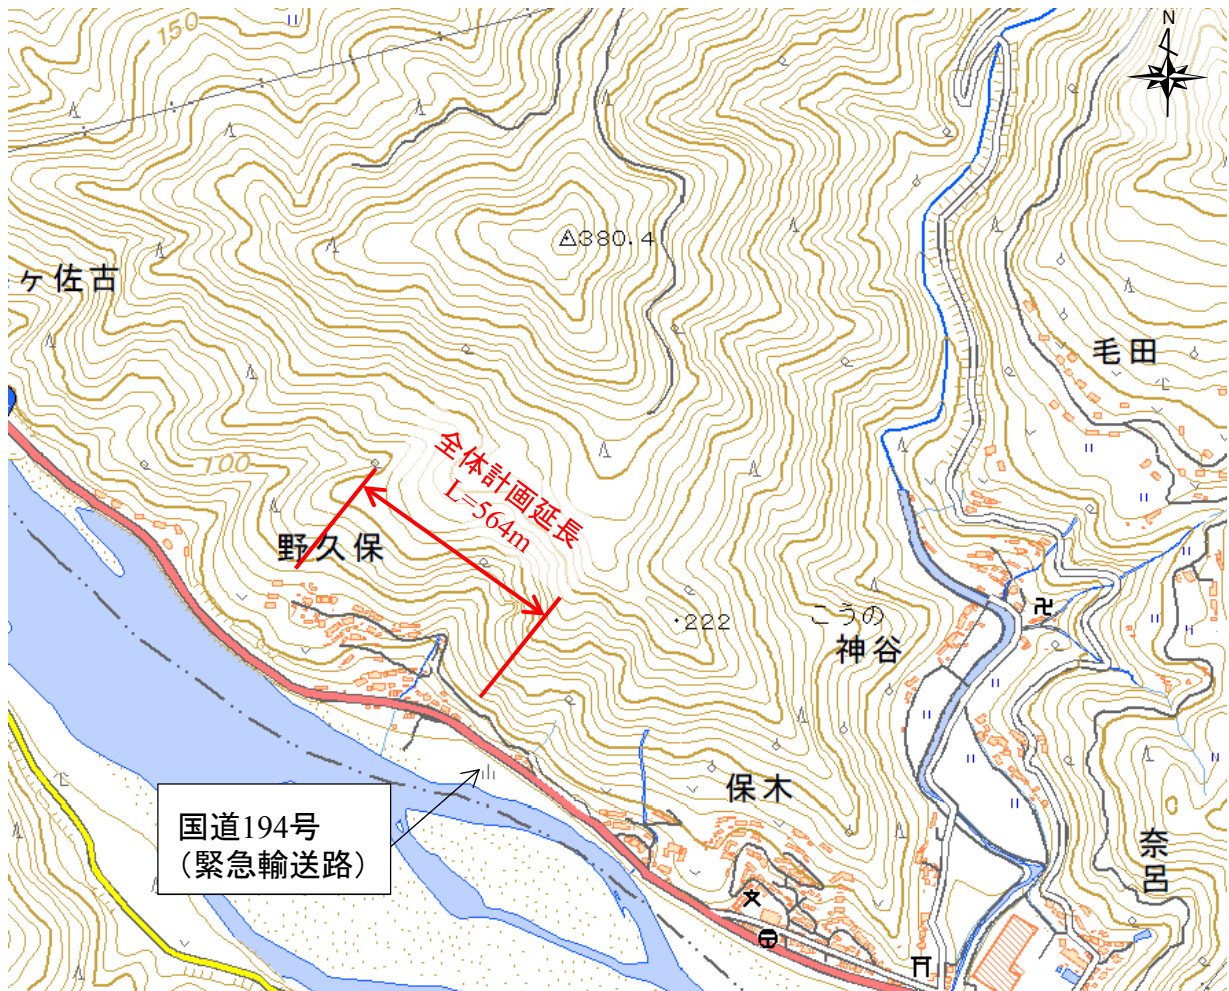 150
N
380.4
ヶ佐古
毛田
100
全体計画延長
L=564m
野久保
222
こうの
神谷
保木
国道194号
（緊急輸送路）
奈呂